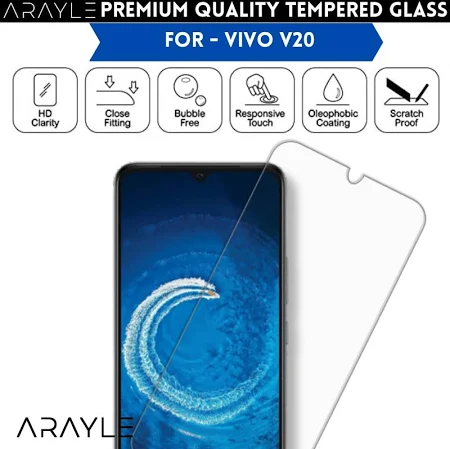 ARAYLE PREMIUM QUALITY TEMPERED GLASS
FOR - VIVO V20
HD Clarity
Close Fitting
Bubble Free
Responsive Touch
Oleophobic Coating
Scratch Proof
ARAYLE